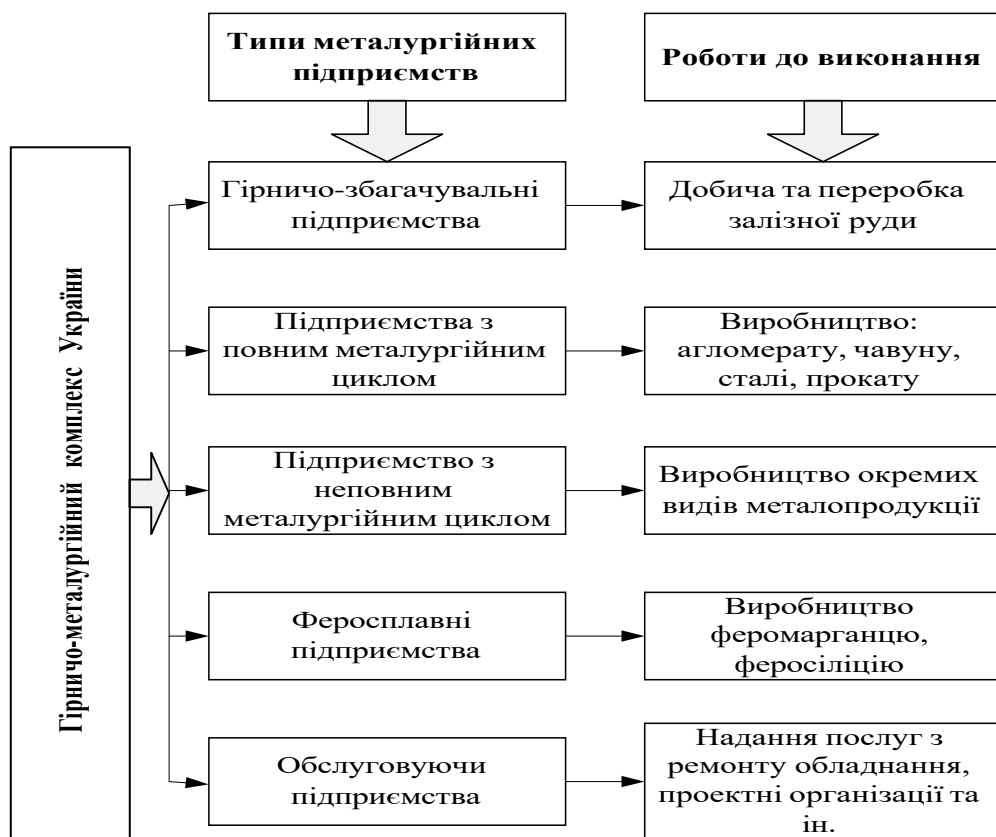 Типи металургійних
підприємств
Роботи до виконання
Гірничо-металургійний комплекс України
Гірничо-збагачувальні
підприємства
Добича та переробка
залізної руди
Підприємства з
повним металургійним
циклом
Виробництво:
агломерату, чавуну,
сталі, прокату
Підприємство з
неповним
металургійним циклом
Виробництво окремих
видів металопродукції
Феросплавні
підприємства
Виробництво
феромарганцю,
феросіліцію
Обслуговуючи
підприємства
Надання послуг з
ремонту обладнання,
проектні організації та
ін.